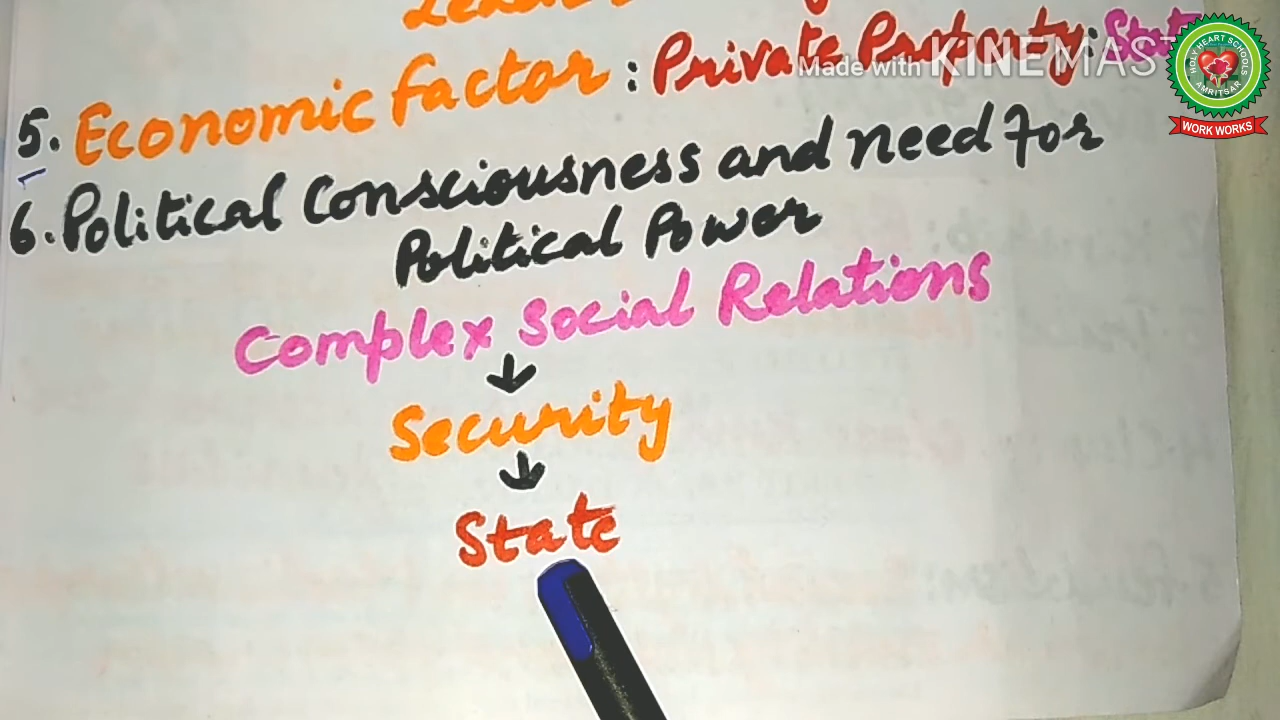 5. Economic factor : Private Property: State
Made with KINEMAST
HOLY HEART SCHOOLS
AMRITSAR
WORK WORKS
6. Political Consciousness and need for
Political Power
Complex Social Relations
↓
Security
↓
State